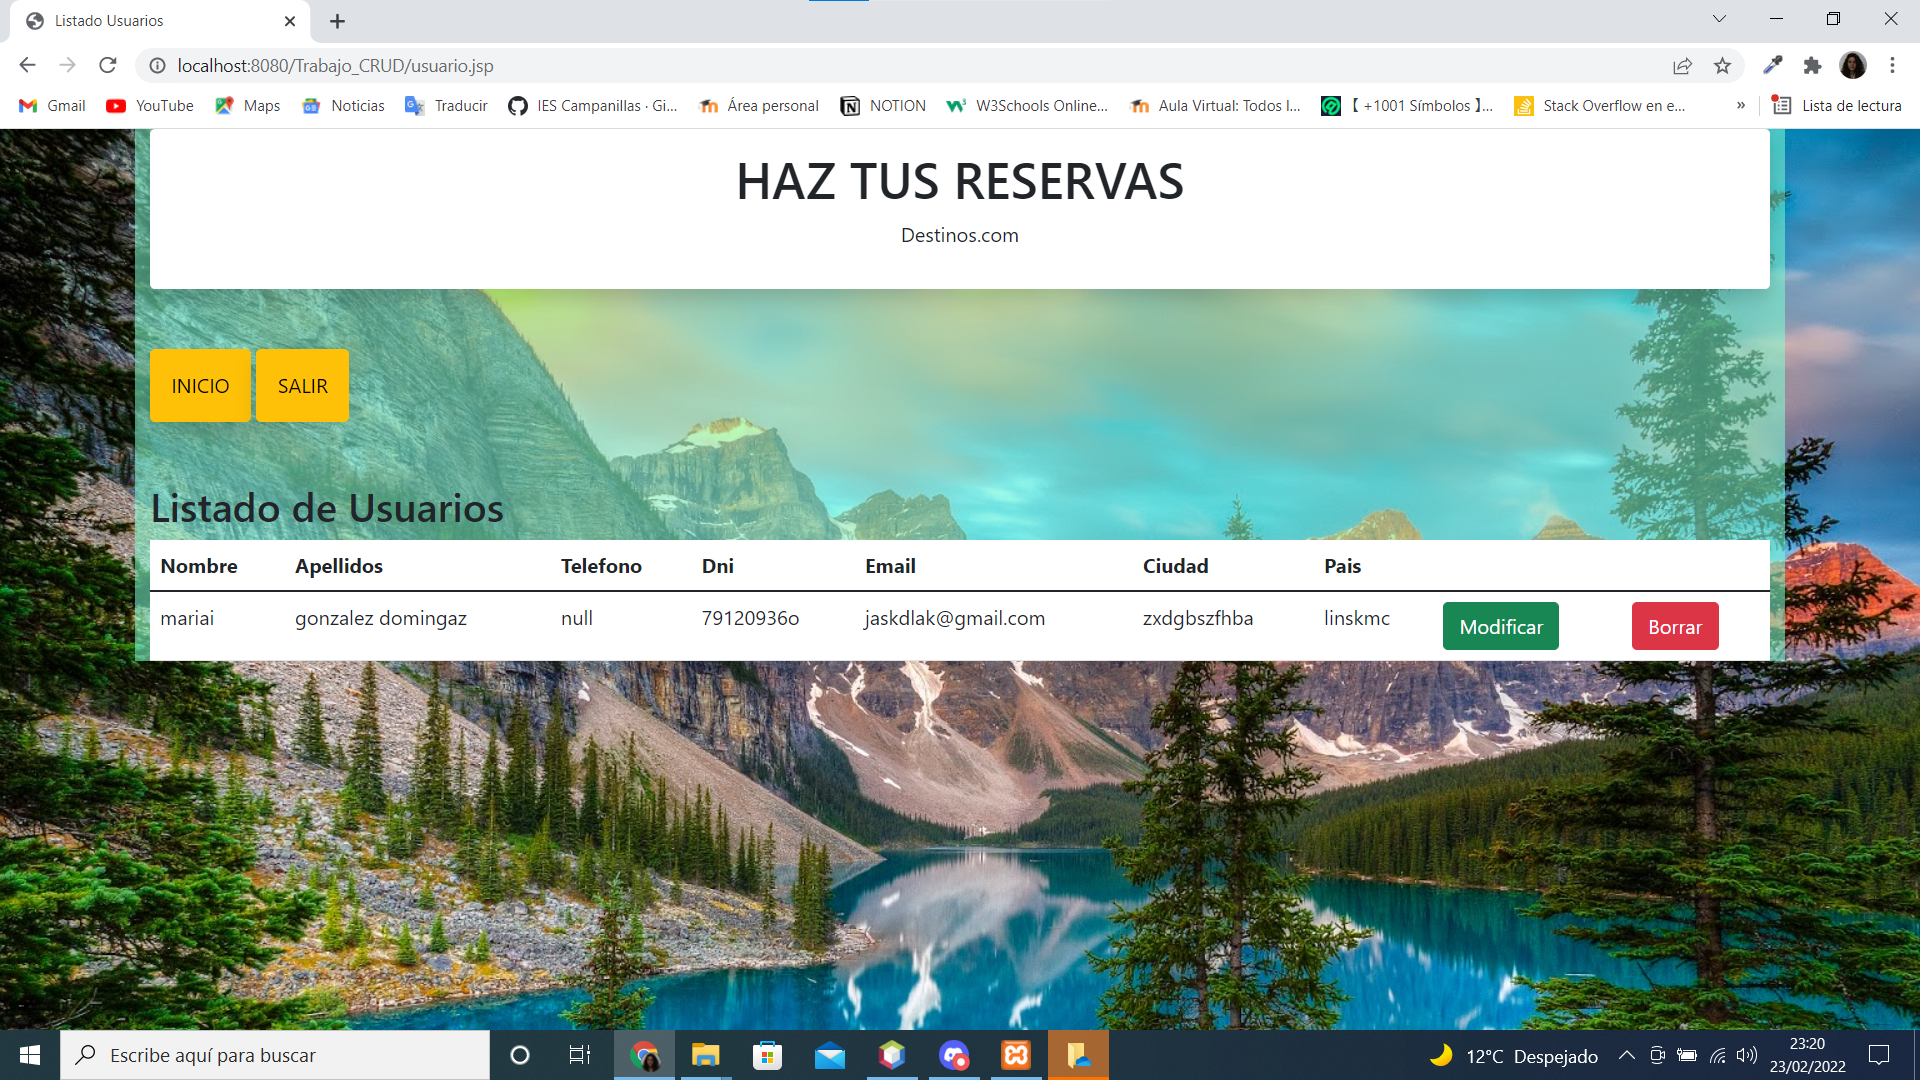 Listado Usuarios
localhost:8080/Trabajo_CRUD/usuario.jsp
Gmail YouTube Maps Noticias Traducir IES Campanillas · Gi... Área personal NOTION W3Schools Online... Aula Virtual: Todos l... 【 +1001 Símbolos 】... Stack Overflow en e... » Lista de lectura
HAZ TUS RESERVAS
Destinos.com
INICIO SALIR
Listado de Usuarios
Nombre Apellidos Telefono Dni Email Ciudad Pais
mariai gonzalez domingaz null 79120936o jaskdlak@gmail.com zxdgbszfhba linskmc Modificar Borrar
Escribe aquí para buscar
12°C Despejado
23:20
23/02/2022